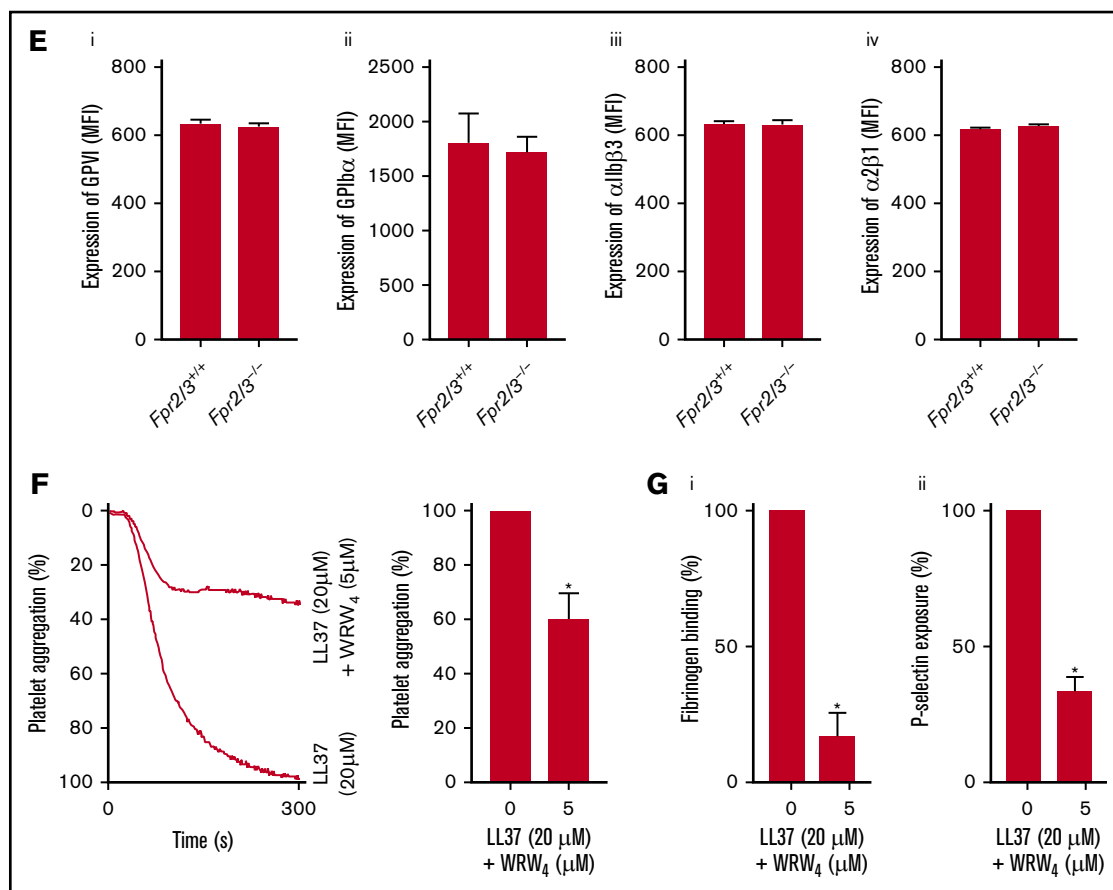 E
i
Expression of GPVI (MFI)
800
600
400
200
0
Fpr2/3+/+
Fpr2/3−/−
ii
Expression of GPIbα (MFI)
2500
2000
1500
1000
500
0
Fpr2/3+/+
Fpr2/3−/−
iii
Expression of αIIbβ3 (MFI)
800
600
400
200
0
Fpr2/3+/+
Fpr2/3−/−
iv
Expression of α2β1 (MFI)
800
600
400
200
0
Fpr2/3+/+
Fpr2/3−/−
F
Platelet aggregation (%)
0
20
40
60
80
100
0
300
Time (s)
LL37 (20μM)
+ WRW4 (5μM)
LL37
(20μM)
Platelet aggregation (%)
100
80
60
40
20
0
*
0
5
LL37 (20 μM)
+ WRW4 (μM)
G
i
Fibrinogen binding (%)
100
50
0
*
0
5
LL37 (20 μM)
+ WRW4 (μM)
ii
P-selectin exposure (%)
100
50
0
*
0
5
LL37 (20 μM)
+ WRW4 (μM)